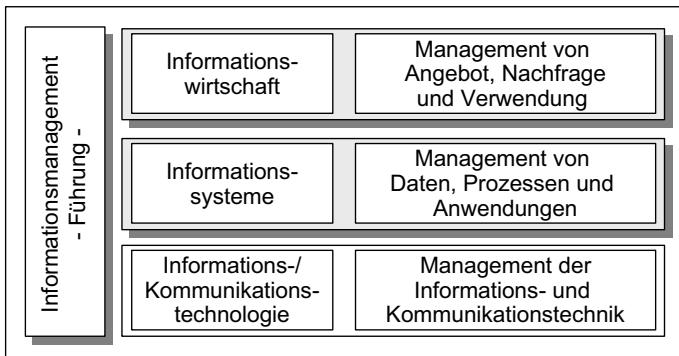 Informationsmanagement
- Führung -
Informations-
wirtschaft
Management von
Angebot, Nachfrage
und Verwendung
Informations-
systeme
Management von
Daten, Prozessen und
Anwendungen
Informations-/
Kommunikations-
technologie
Management der
Informations- und
Kommunikationstechnik